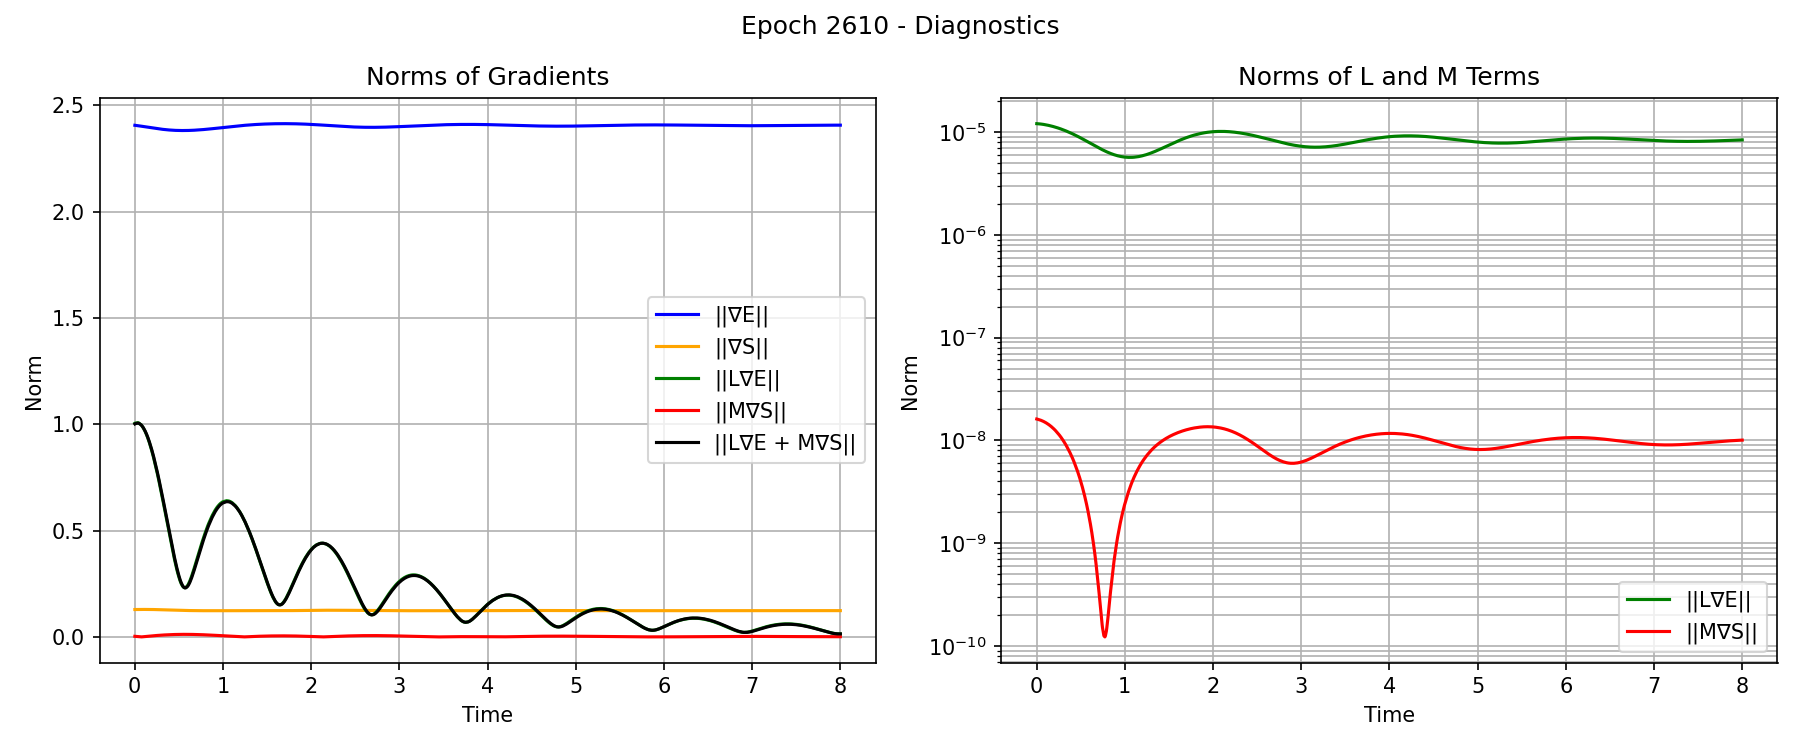 Epoch 2610 - Diagnostics
Norms of Gradients
Norm
2.5
2.0
1.5
1.0
0.5
0.0
||∇E||
||∇S||
||L∇E||
||M∇S||
||L∇E + M∇S||
0 1 2 3 4 5 6 7 8
Time
Norms of L and M Terms
Norm
10⁻⁵
10⁻⁶
10⁻⁷
10⁻⁸
10⁻⁹
10⁻¹⁰
||L∇E||
||M∇S||
0 1 2 3 4 5 6 7 8
Time